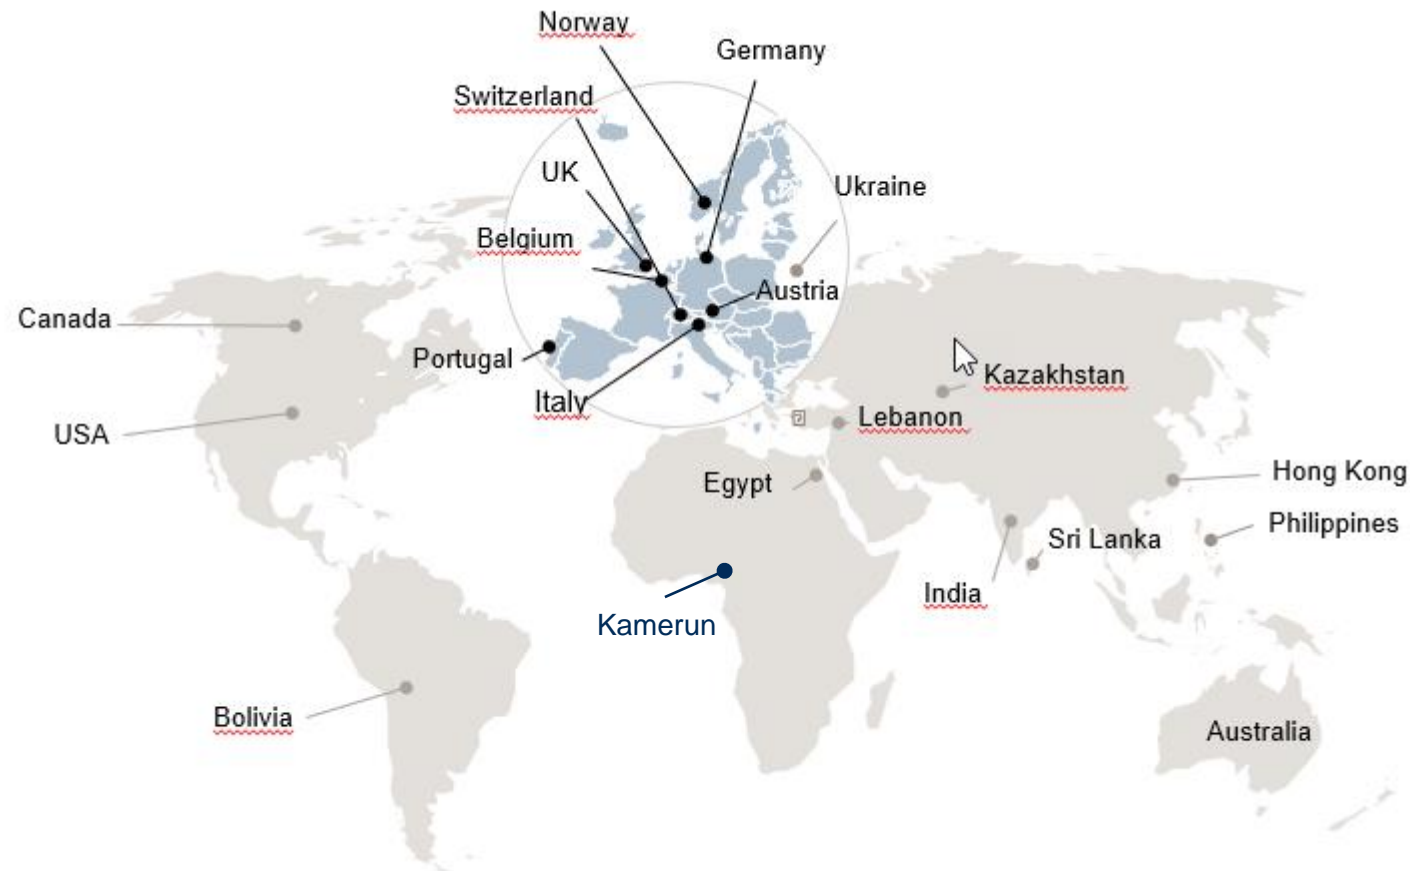 Norway
Germany
Switzerland
UK
Ukraine
Belgium
Austria
Canada
Portugal
Kazakhstan
Italy
Lebanon
USA
Hong Kong
Egypt
Philippines
Sri Lanka
India
Kamerun
Bolivia
Australia